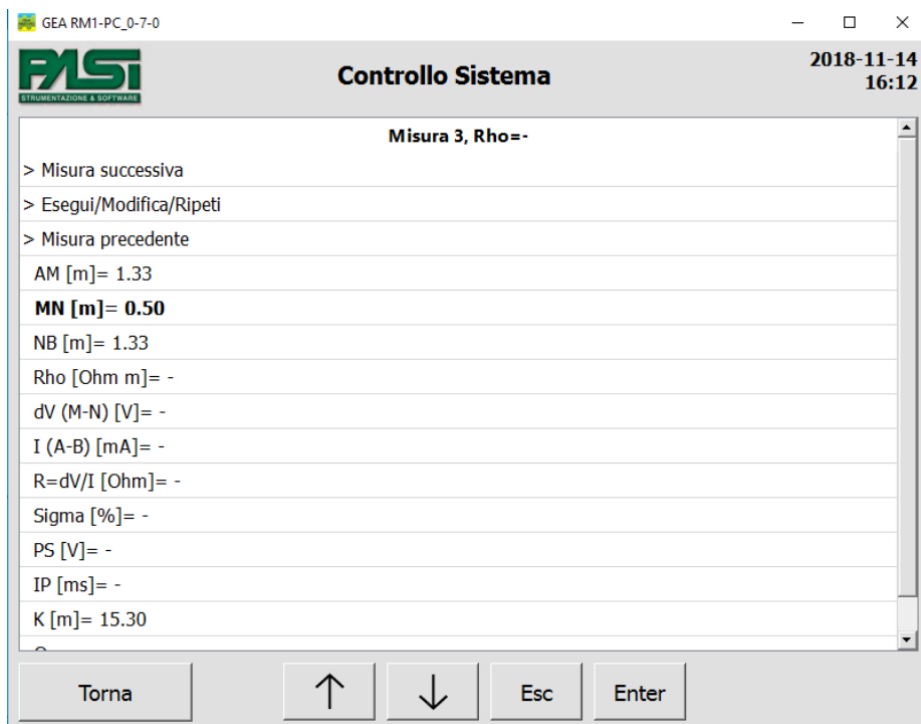 GEA RM1-PC_0-7-0
PASI
STRUMENTAZIONE & SOFTWARE
Controllo Sistema
2018-11-14
16:12
Misura 3, Rho=-
> Misura successiva
> Esegui/Modifica/Ripeti
> Misura precedente
AM [m]= 1.33
MN [m]= 0.50
NB [m]= 1.33
Rho [Ohm m]= -
dV (M-N) [V]= -
I (A-B) [mA]= -
R=dV/I [Ohm]= -
Sigma [%]= -
PS [V]= -
IP [ms]= -
K [m]= 15.30
Torna
↑
↓
Esc
Enter